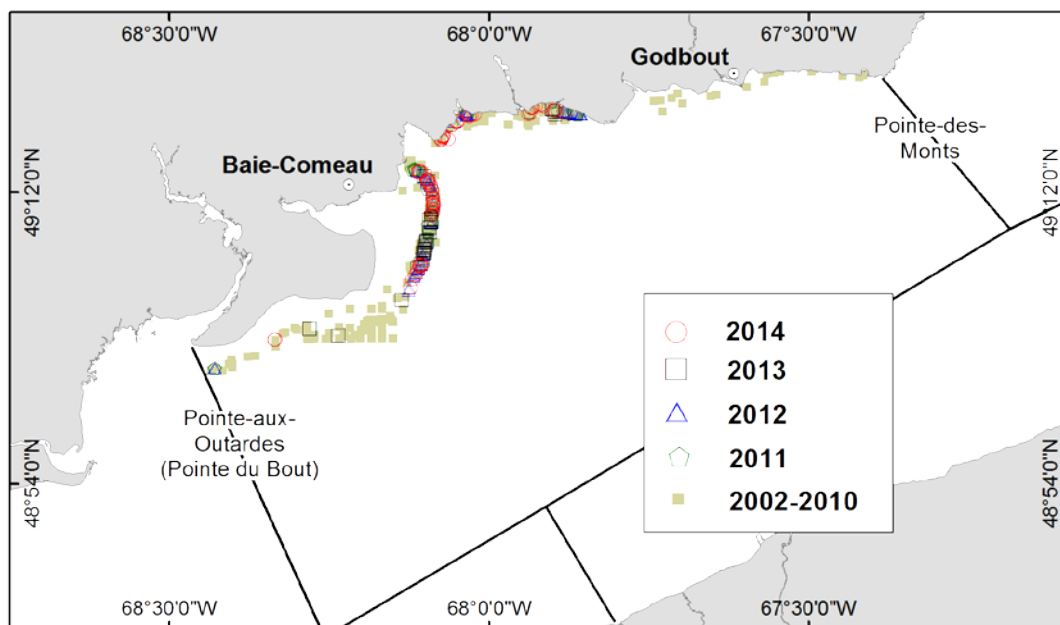 68°30'0"W
68°0'0"W
67°30'0"W
Godbout
Pointe-des-
Monts
Baie-Comeau
49°12'0"N
49°12'0"N
2014
2013
2012
2011
2002-2010
Pointe-aux-
Outardes
(Pointe du Bout)
48°54'0"N
48°54'0"N
68°30'0"W
68°0'0"W
67°30'0"W